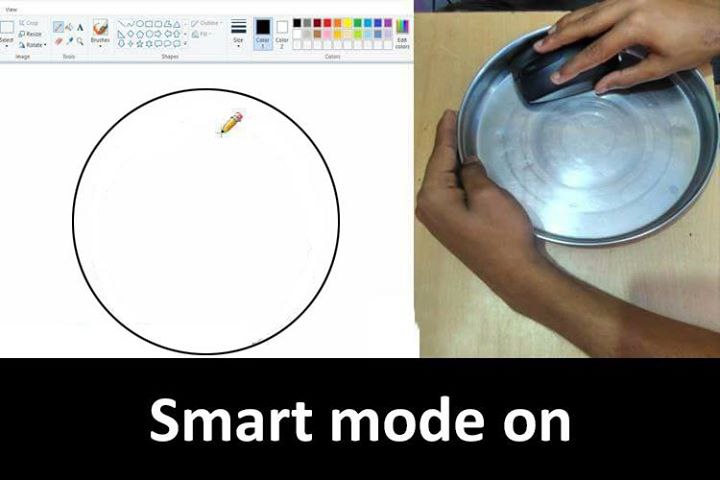 View
Select
Crop
Resize
Rotate
Image
Tools
Brushes
Shapes
Outline
Fill
Size
Color 1
Color 2
Colors
Edit colors
Smart mode on